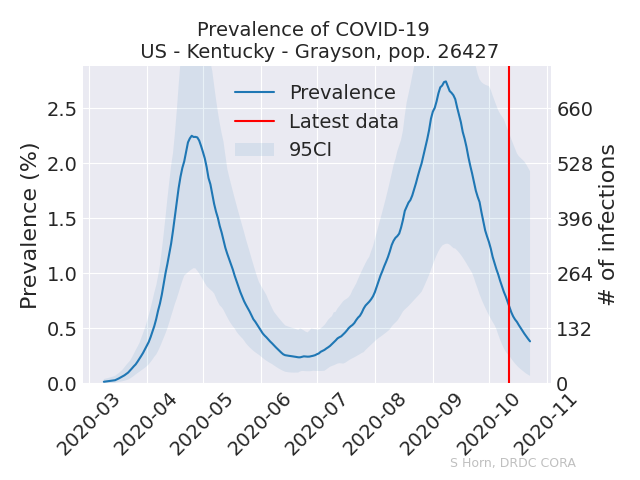 Prevalence of COVID-19
US - Kentucky - Grayson, pop. 26427
Prevalence
Latest data
95CI
Prevalence (%)
2.5
2.0
1.5
1.0
0.5
0.0
660
528
396
264
132
0
# of infections
2020-03
2020-04
2020-05
2020-06
2020-07
2020-08
2020-09
2020-10
2020-11
S Horn, DRDC CORA